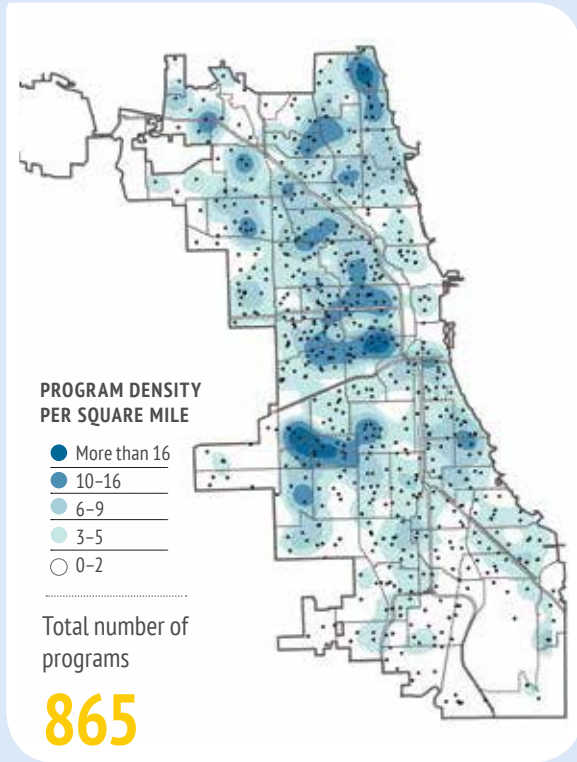 PROGRAM DENSITY
PER SQUARE MILE
More than 16
10–16
6–9
3–5
0–2
Total number of
programs
865